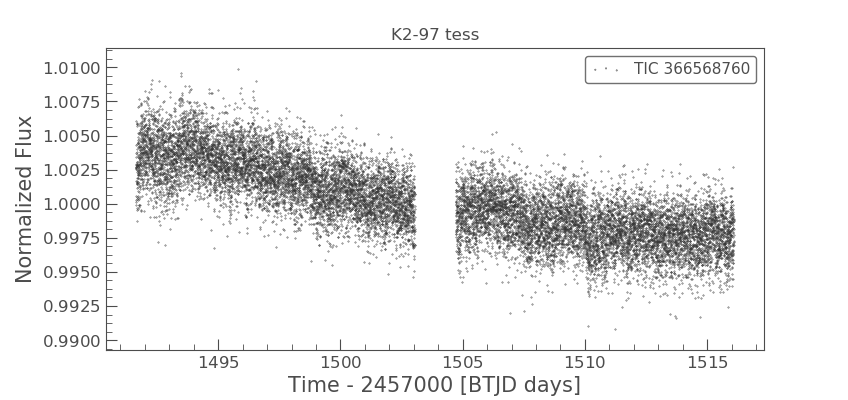 K2-97 tess
TIC 366568760
Normalized Flux
1.0100
1.0075
1.0050
1.0025
1.0000
0.9975
0.9950
0.9925
0.9900
1495 1500 1505 1510 1515
Time - 2457000 [BTJD days]